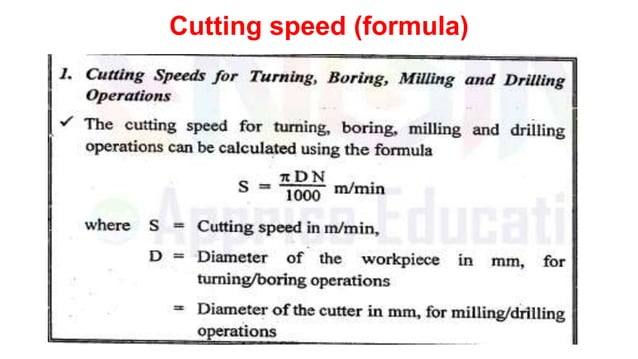 Cutting speed (formula)
1. Cutting Speeds for Turning, Boring, Milling and Drilling
Operations
✓ The cutting speed for turning, boring, milling and drilling
operations can be calculated using the formula
S = π D N / 1000 m/min
where S = Cutting speed in m/min,
D = Diameter of the workpiece in mm, for
turning/boring operations
= Diameter of the cutter in mm, for milling/drilling
operations